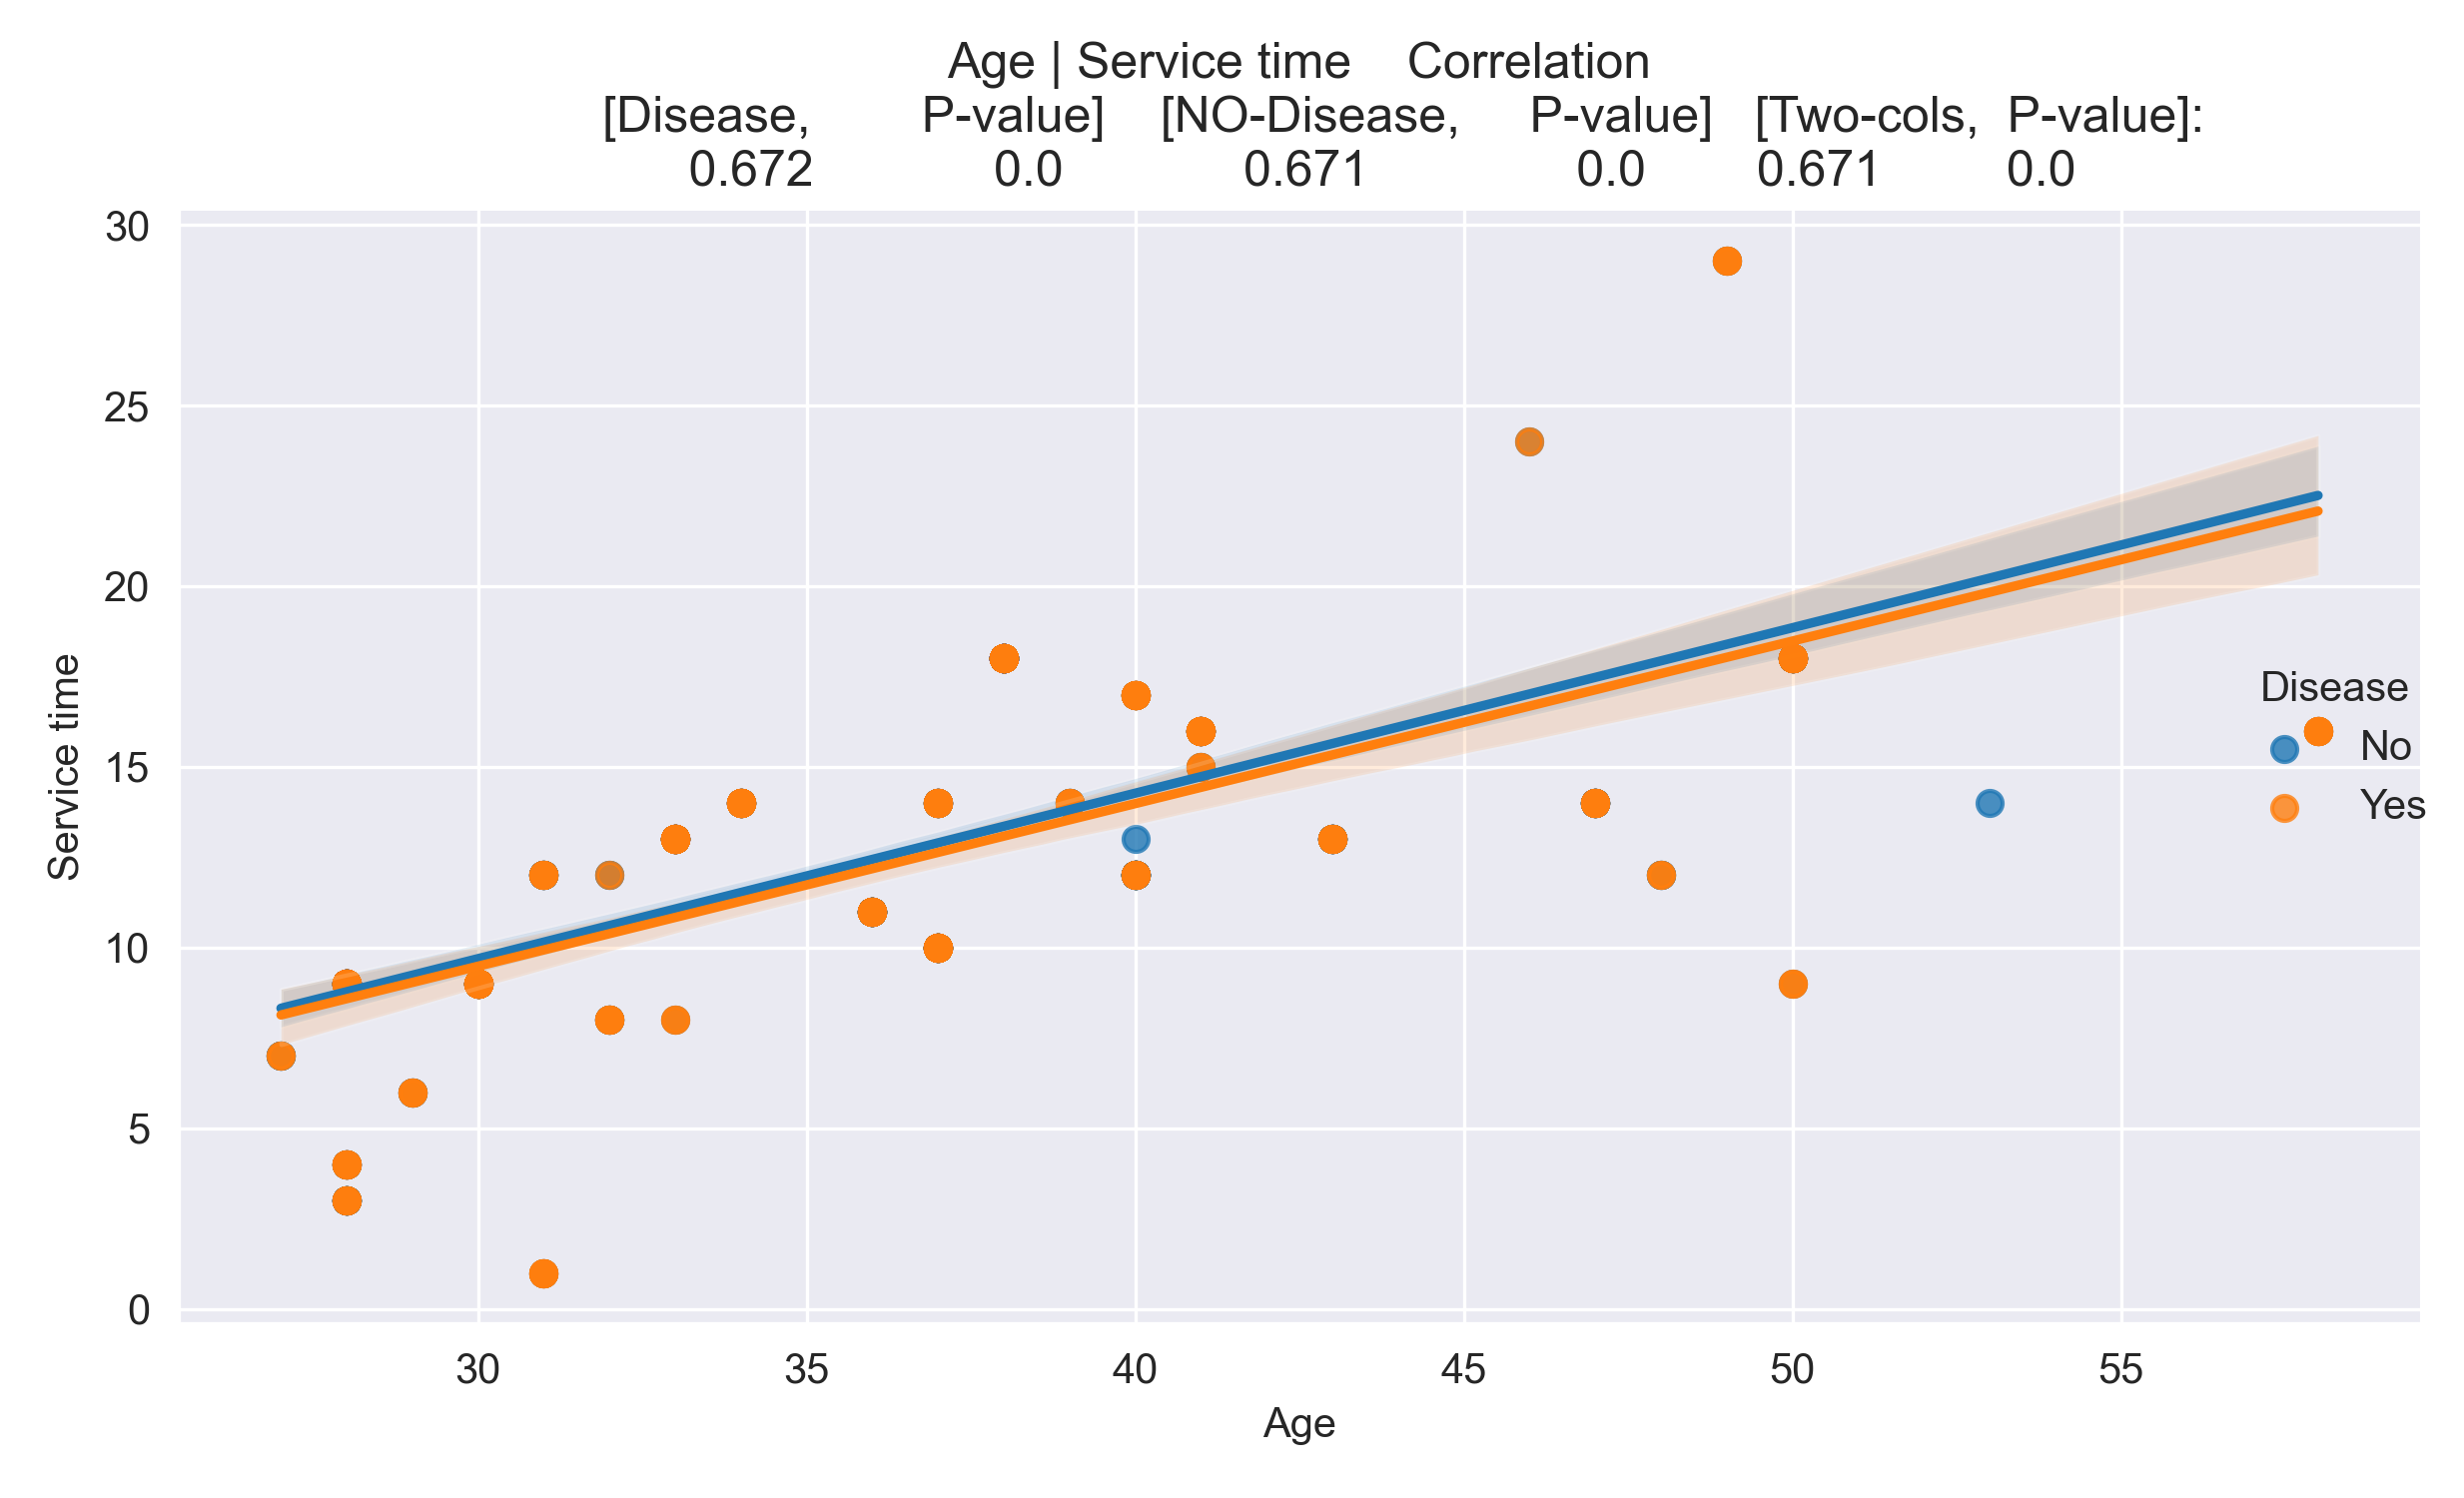 Age | Service time    Correlation
[Disease,        P-value]    [NO-Disease,     P-value]   [Two-cols,  P-value]:
0.672             0.0             0.671               0.0        0.671         0.0
30
25
20
15
10
5
0
Service time
Disease
No
Yes
30 35 40 45 50 55
Age